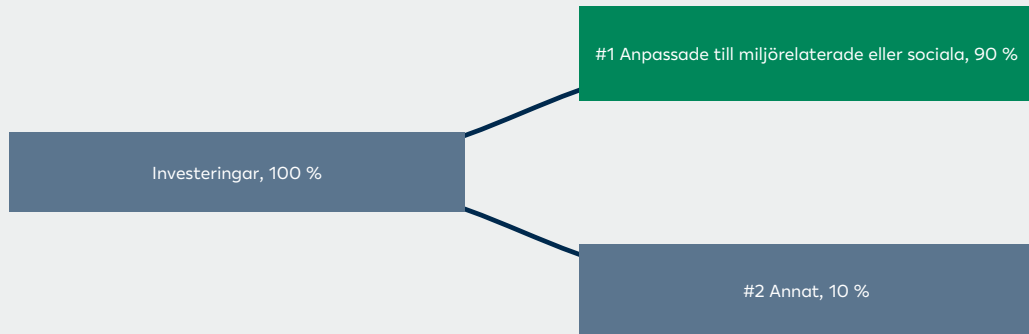 #1 Anpassade till miljörelaterade eller sociala, 90 %
Investeringar, 100 %
#2 Annat, 10 %